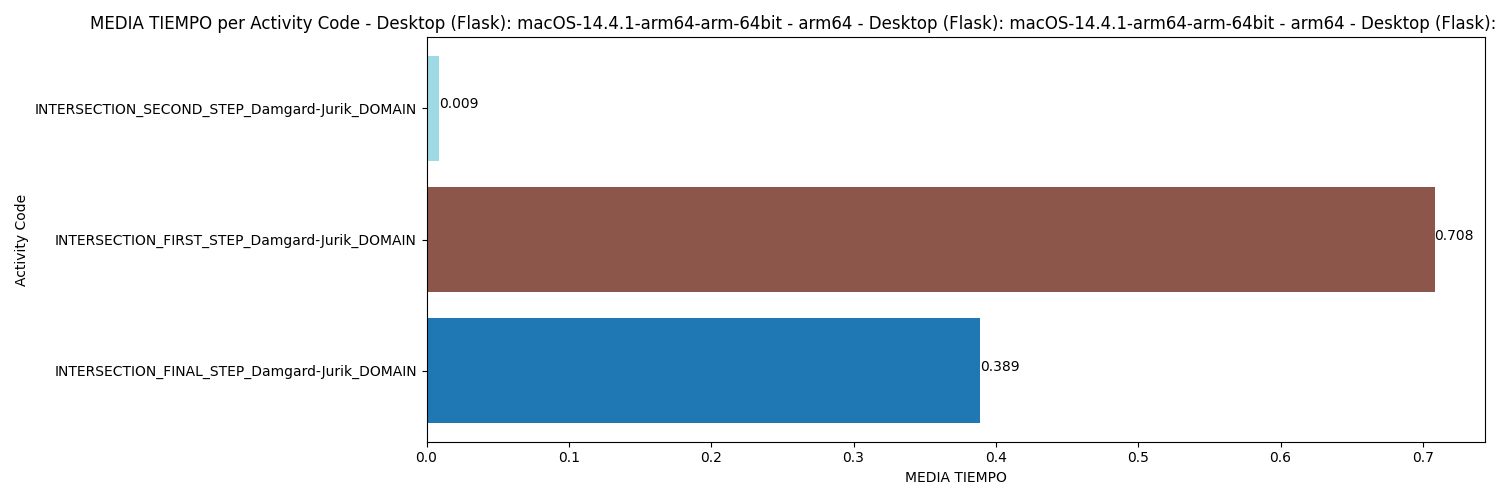 MEDIA TIEMPO per Activity Code - Desktop (Flask): macOS-14.4.1-arm64-arm-64bit - arm64 - Desktop (Flask): macOS-14.4.1-arm64-arm-64bit - arm64 - Desktop (Flask):
INTERSECTION_SECOND_STEP_Damgard-Jurik_DOMAIN
0.009
INTERSECTION_FIRST_STEP_Damgard-Jurik_DOMAIN
0.708
INTERSECTION_FINAL_STEP_Damgard-Jurik_DOMAIN
0.389
Activity Code
0.0 0.1 0.2 0.3 0.4 0.5 0.6 0.7
MEDIA TIEMPO